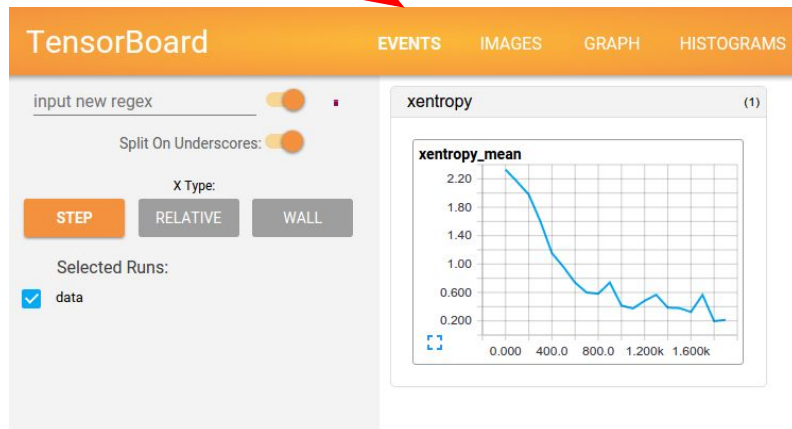 TensorBoard EVENTS IMAGES GRAPH HISTOGRAMS
input new regex
Split On Underscores:
X Type:
STEP RELATIVE WALL
Selected Runs:
data
xentropy (1)
xentropy_mean
2.20
1.80
1.40
1.00
0.600
0.200
0.000 400.0 800.0 1.200k 1.600k